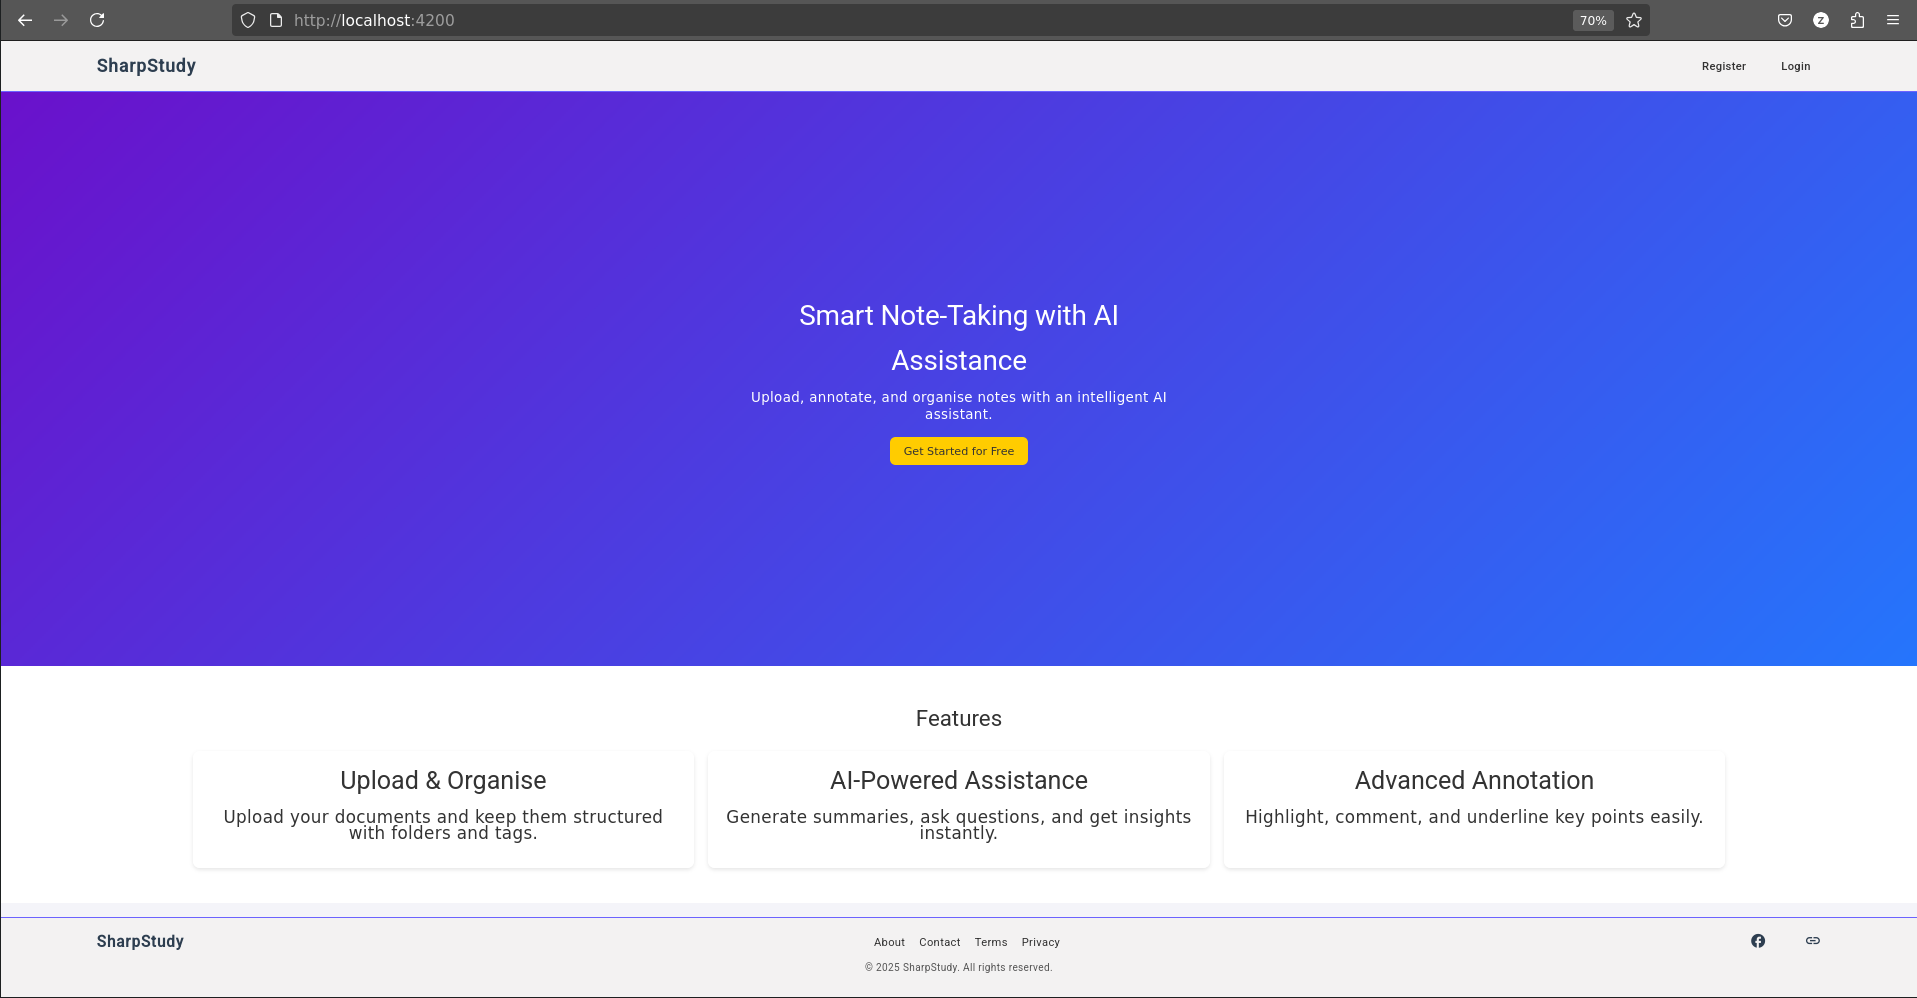 http://localhost:4200
70%
Z
SharpStudy
Register
Login
Smart Note-Taking with AI
Assistance
Upload, annotate, and organise notes with an intelligent AI
assistant.
Get Started for Free
Features
Upload & Organise
Upload your documents and keep them structured
with folders and tags.
AI-Powered Assistance
Generate summaries, ask questions, and get insights
instantly.
Advanced Annotation
Highlight, comment, and underline key points easily.
SharpStudy
About Contact Terms Privacy
© 2025 SharpStudy. All rights reserved.